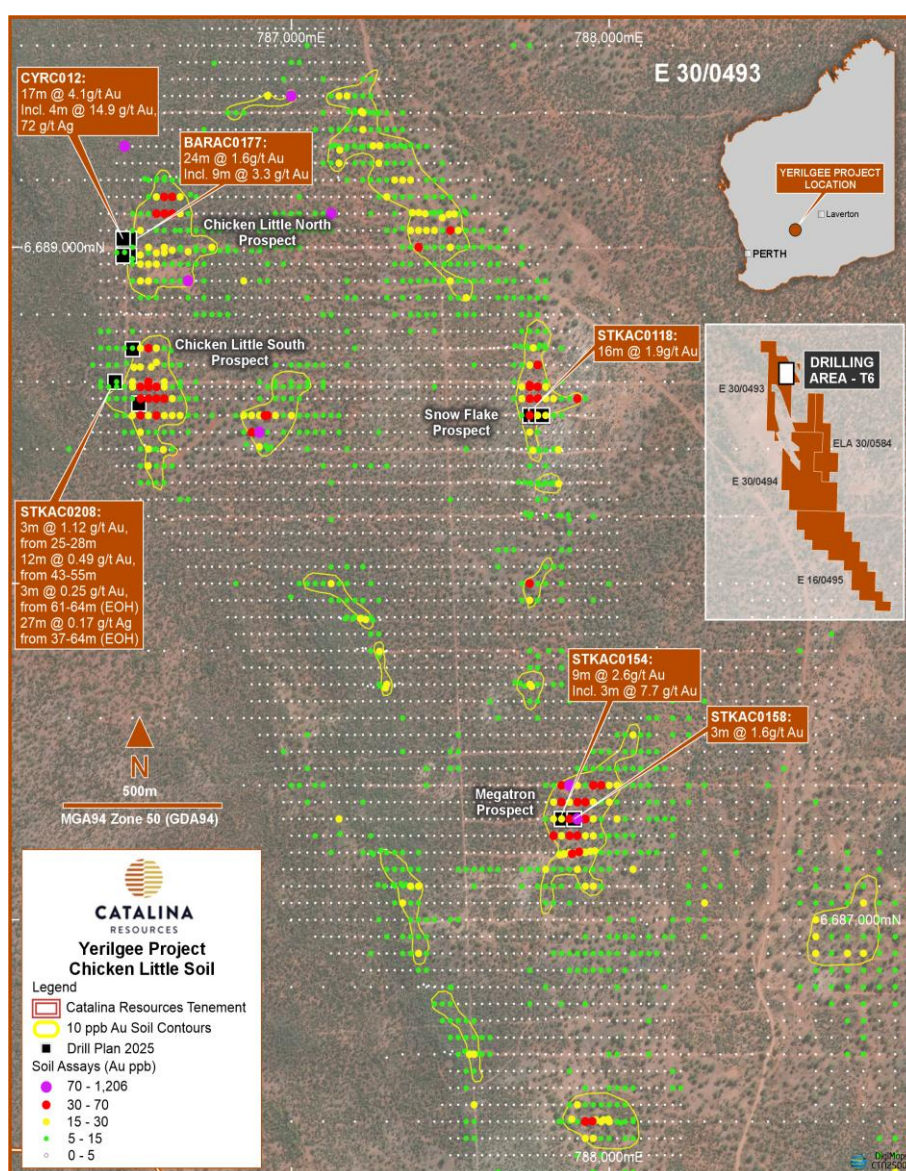 787,000mE
788,000mE
E 30/0493
CYRC012:
17m @ 4.1g/t Au
Incl. 4m @ 14.9 g/t Au,
72 g/t Ag
BARAC0177:
24m @ 1.6g/t Au
Incl. 9m @ 3.3 g/t Au
YERILGEE PROJECT
LOCATION
Laverton
PERTH
Chicken Little North
Prospect
6,689,000mN
Chicken Little South
Prospect
STKAC0118:
16m @ 1.9g/t Au
Snow Flake
Prospect
DRILLING
AREA - T6
E 30/0493
ELA 30/0584
E 30/0494
E 16/0495
STKAC0208:
3m @ 1.12 g/t Au,
from 25-28m
12m @ 0.49 g/t Au,
from 43-55m
3m @ 0.25 g/t Au,
from 61-64m (EOH)
27m @ 0.17 g/t Ag
from 37-64m (EOH)
STKAC0154:
9m @ 2.6g/t Au
Incl. 3m @ 7.7 g/t Au
STKAC0158:
3m @ 1.6g/t Au
N
500m
MGA94 Zone 50 (GDA94)
Megatron
Prospect
6,687,000mN
CATALINA
RESOURCES
Yerilgee Project
Chicken Little Soil
Legend
Catalina Resources Tenement
10 ppb Au Soil Contours
Drill Plan 2025
Soil Assays (Au ppb)
70 - 1,206
30 - 70
15 - 30
5 - 15
0 - 5
788,000mE
DigiMaps